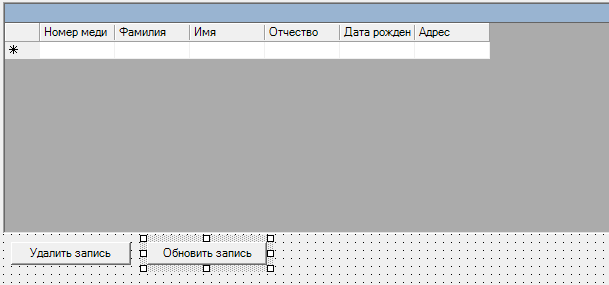 Номер меди Фамилия Имя Отчество Дата рожден Адрес
Удалить запись Обновить запись